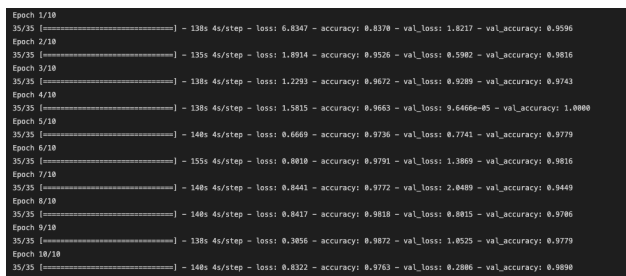 Epoch 1/10
35/35 [==============================] - 138s 4s/step - loss: 6.8347 - accuracy: 0.8370 - val_loss: 1.8217 - val_accuracy: 0.9596
Epoch 2/10
35/35 [==============================] - 135s 4s/step - loss: 1.8914 - accuracy: 0.9526 - val_loss: 0.5902 - val_accuracy: 0.9816
Epoch 3/10
35/35 [==============================] - 138s 4s/step - loss: 1.2293 - accuracy: 0.9672 - val_loss: 0.9289 - val_accuracy: 0.9743
Epoch 4/10
35/35 [==============================] - 138s 4s/step - loss: 1.5815 - accuracy: 0.9663 - val_loss: 9.6466e-05 - val_accuracy: 1.0000
Epoch 5/10
35/35 [==============================] - 140s 4s/step - loss: 0.6669 - accuracy: 0.9736 - val_loss: 0.7741 - val_accuracy: 0.9779
Epoch 6/10
35/35 [==============================] - 155s 4s/step - loss: 0.8010 - accuracy: 0.9791 - val_loss: 1.3869 - val_accuracy: 0.9816
Epoch 7/10
35/35 [==============================] - 140s 4s/step - loss: 0.8441 - accuracy: 0.9772 - val_loss: 2.0489 - val_accuracy: 0.9449
Epoch 8/10
35/35 [==============================] - 140s 4s/step - loss: 0.8417 - accuracy: 0.9818 - val_loss: 0.8015 - val_accuracy: 0.9706
Epoch 9/10
35/35 [==============================] - 138s 4s/step - loss: 0.3056 - accuracy: 0.9872 - val_loss: 1.0525 - val_accuracy: 0.9779
Epoch 10/10
35/35 [==============================] - 140s 4s/step - loss: 0.8322 - accuracy: 0.9763 - val_loss: 0.2806 - val_accuracy: 0.9890